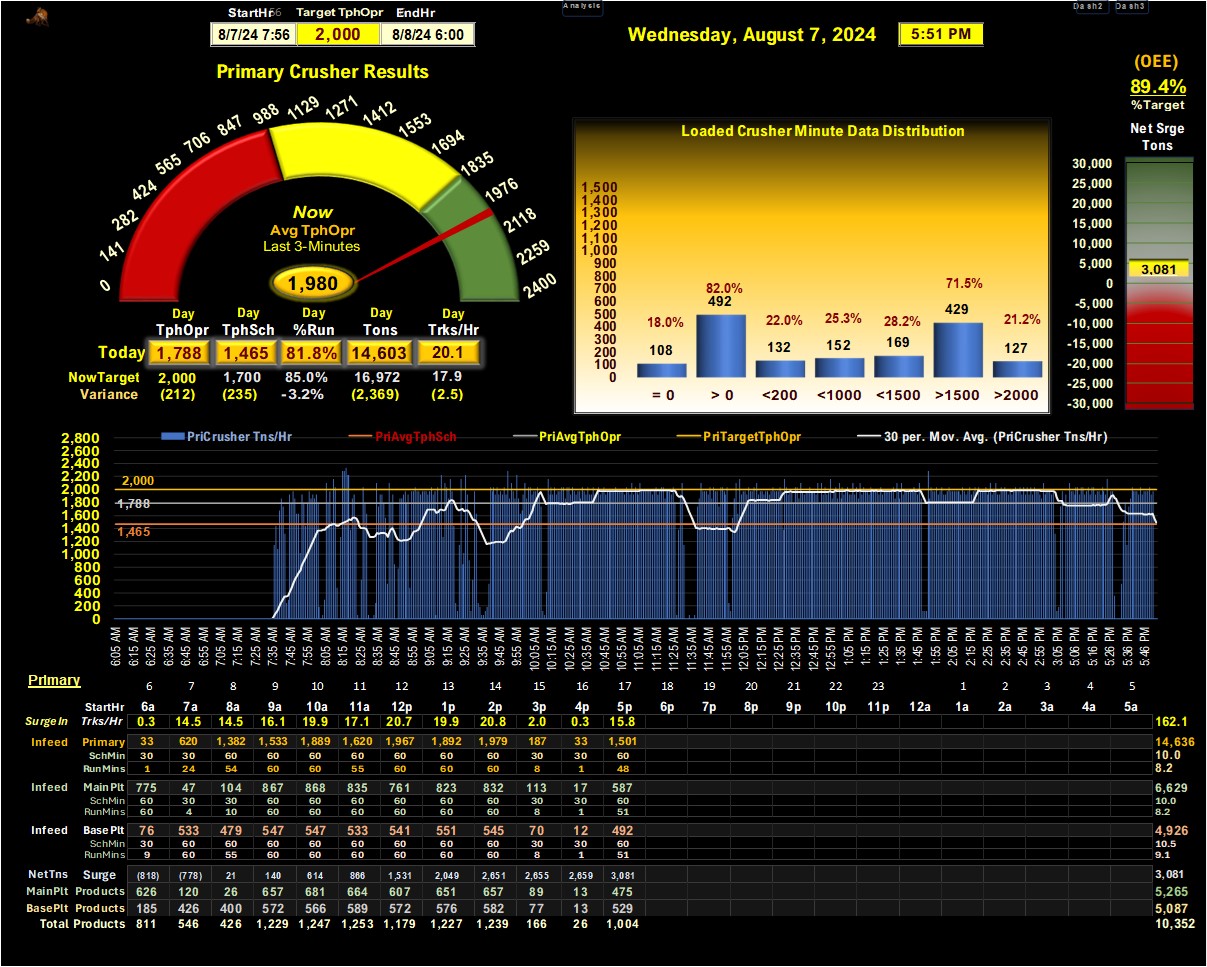 StartHr56 Target TphOpr EndHr
8/7/24 7:56 2,000 8/8/24 6:00
Analysis
Wednesday, August 7, 2024 5:51 PM
Dash2 Dash3
Primary Crusher Results
0 141 282 424 565 706 847 988 1129 1271 1412 1553 1694 1835 1976 2118 2259 2400
Now
Avg TphOpr
Last 3-Minutes
1,980
Day Day Day Day Day
TphOpr TphSch %Run Tons Trks/Hr
Today 1,788 1,465 81.8% 14,603 20.1
NowTarget 2,000 1,700 85.0% 16,972 17.9
Variance (212) (235) -3.2% (2,369) (2.5)
Loaded Crusher Minute Data Distribution
1,500
1,400
1,300
1,200
1,100
1,000
900
800
700
600
500
400
300
200
100
0
18.0% 82.0% 22.0% 25.3% 28.2% 71.5% 21.2%
108 492 132 152 169 429 127
= 0 > 0 <200 <1000 <1500 >1500 >2000
(OEE)
89.4%
%Target
Net Srge
Tons
30,000
25,000
20,000
15,000
10,000
5,000
0
-5,000
-10,000
-15,000
-20,000
-25,000
-30,000
3,081
PriCrusher Tns/Hr PriAvgTphSch PriAvgTphOpr PriTargetTphOpr 30 per. Mov. Avg. (PriCrusher Tns/Hr)
2,800
2,600
2,400
2,200
2,000
1,800
1,600
1,400
1,200
1,000
800
600
400
200
0
2,000
1,788
1,465
6:05 AM 6:15 AM 6:25 AM 6:35 AM 6:45 AM 6:55 AM 7:05 AM 7:15 AM 7:25 AM 7:35 AM 7:45 AM 7:55 AM 8:05 AM 8:15 AM 8:25 AM 8:35 AM 8:45 AM 8:55 AM 9:05 AM 9:15 AM 9:25 AM 9:35 AM 9:45 AM 9:55 AM 10:05 AM 10:15 AM 10:25 AM 10:35 AM 10:45 AM 10:55 AM 11:05 AM 11:15 AM 11:25 AM 11:35 AM 11:45 AM 11:55 AM 12:05 PM 12:15 PM 12:25 PM 12:35 PM 12:45 PM 12:55 PM 1:05 PM 1:15 PM 1:25 PM 1:35 PM 1:45 PM 1:55 PM 2:05 PM 2:15 PM 2:25 PM 2:35 PM 2:45 PM 2:55 PM 3:05 PM 5:06 PM 5:16 PM 5:26 PM 5:36 PM 5:46 PM
Primary
6 7 8 9 10 11 12 13 14 15 16 17 18 19 20 21 22 23 1 2 3 4 5
StartHr 6a 7a 8a 9a 10a 11a 12p 1p 2p 3p 4p 5p 6p 7p 8p 9p 10p 11p 12a 1a 2a 3a 4a 5a
SurgeIn Trks/Hr 0.3 14.5 14.5 16.1 19.9 17.1 20.7 19.9 20.8 2.0 0.3 15.8 162.1
Infeed Primary 33 620 1,382 1,533 1,889 1,620 1,967 1,892 1,979 187 33 1,501 14,636
SchMin 30 30 60 60 60 60 60 60 60 30 30 60 10.0
RunMins 1 24 54 60 60 55 60 60 60 8 1 48 8.2
Infeed MainPlt 775 47 104 867 868 835 761 823 832 113 17 587 6,629
SchMin 60 30 30 60 60 60 60 60 60 30 30 60 10.0
RunMins 60 4 10 60 60 60 60 60 60 8 1 51 8.2
Infeed BasePlt 76 533 479 547 547 533 541 551 545 70 12 492 4,926
SchMin 30 60 60 60 60 60 60 60 60 30 30 60 10.5
RunMins 9 60 55 60 60 60 60 60 60 8 1 51 9.1
NetTns Surge (818) (778) 21 140 614 866 1,531 2,049 2,651 2,655 2,659 3,081 3,081
MainPlt Products 626 120 26 657 681 664 607 651 657 89 13 475 5,265
BasePlt Products 185 426 400 572 566 589 572 576 582 77 13 529 5,087
Total Products 811 546 426 1,229 1,247 1,253 1,179 1,227 1,239 166 26 1,004 10,352